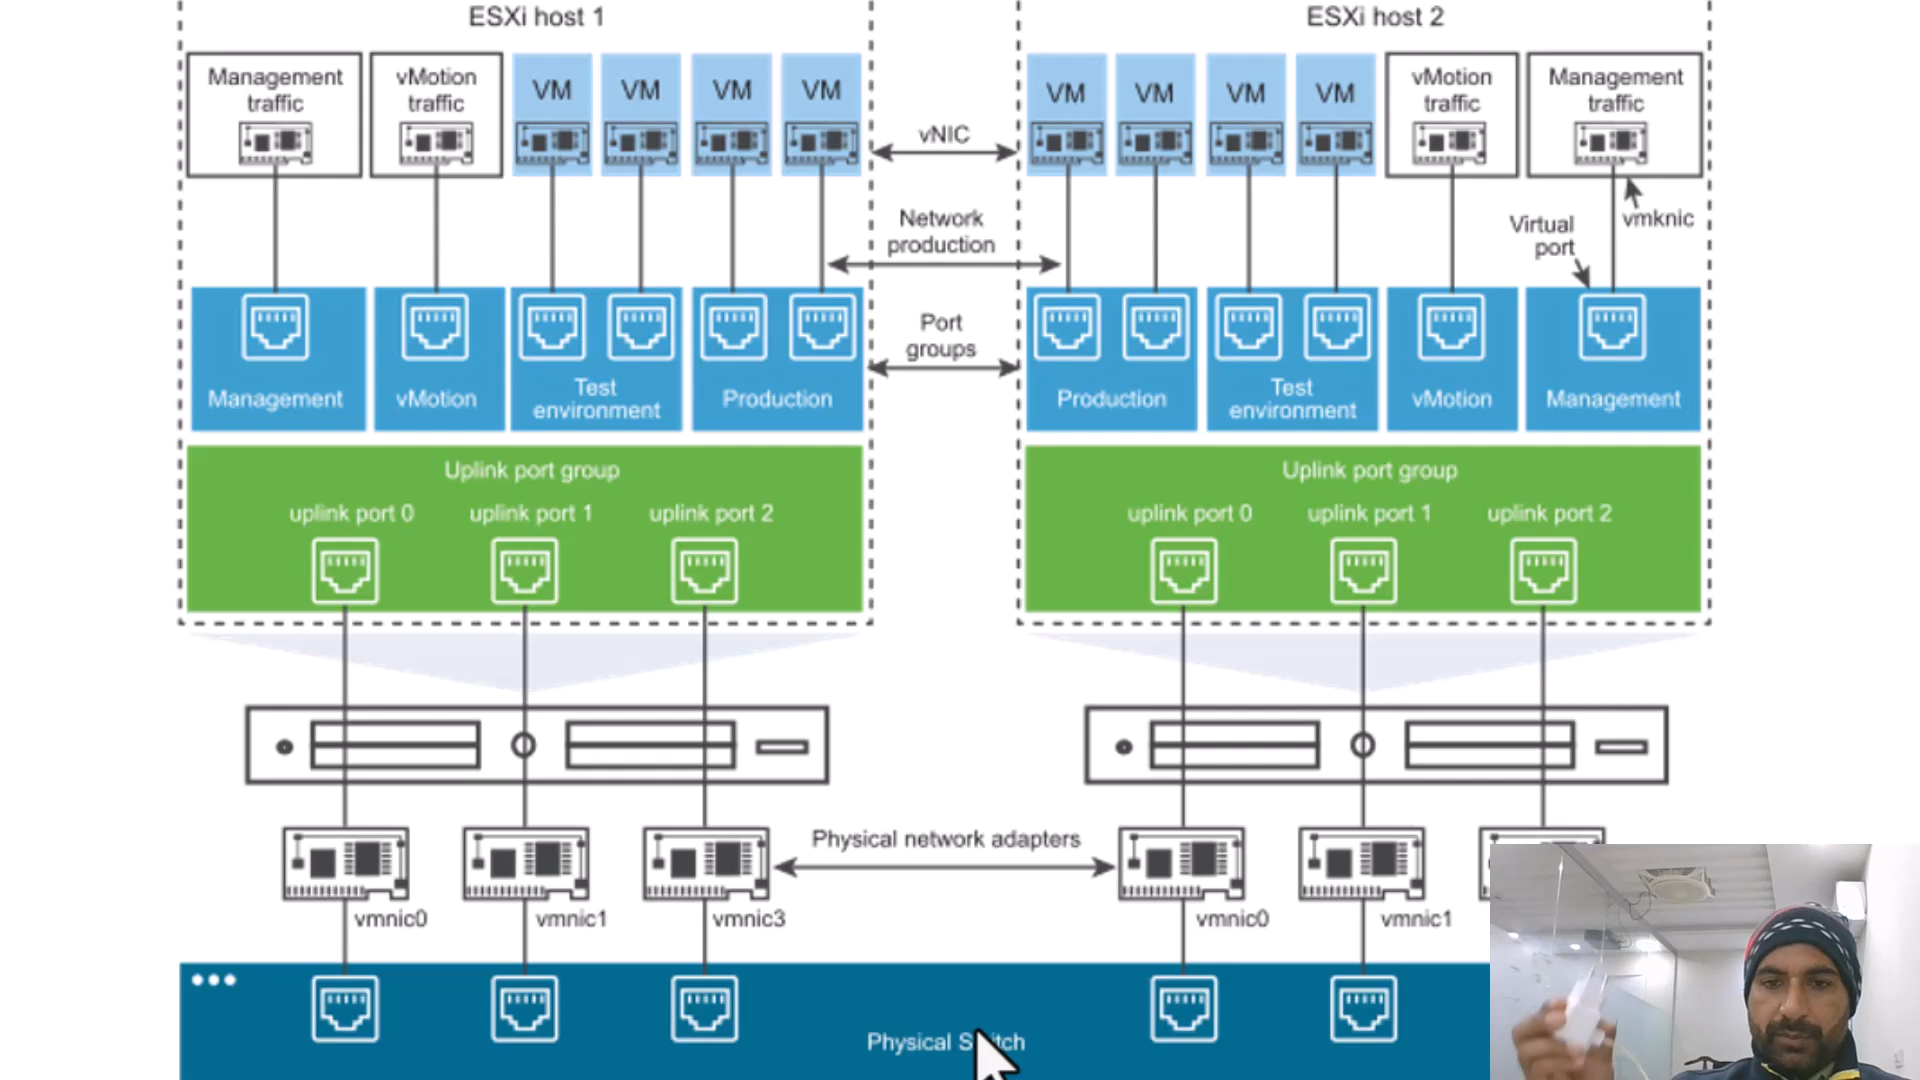 ESXi host 1
ESXi host 2
Management
traffic
vMotion
traffic
VM
VM
VM
VM
vNIC
VM
VM
VM
VM
vMotion
traffic
Management
traffic
Network
production
Virtual
port
vmknic
Port
groups
Management
vMotion
Test
environment
Production
Production
Test
environment
vMotion
Management
Uplink port group
uplink port 0
uplink port 1
uplink port 2
Uplink port group
uplink port 0
uplink port 1
uplink port 2
Physical network adapters
vmnic0
vmnic1
vmnic3
vmnic0
vmnic1
Physical